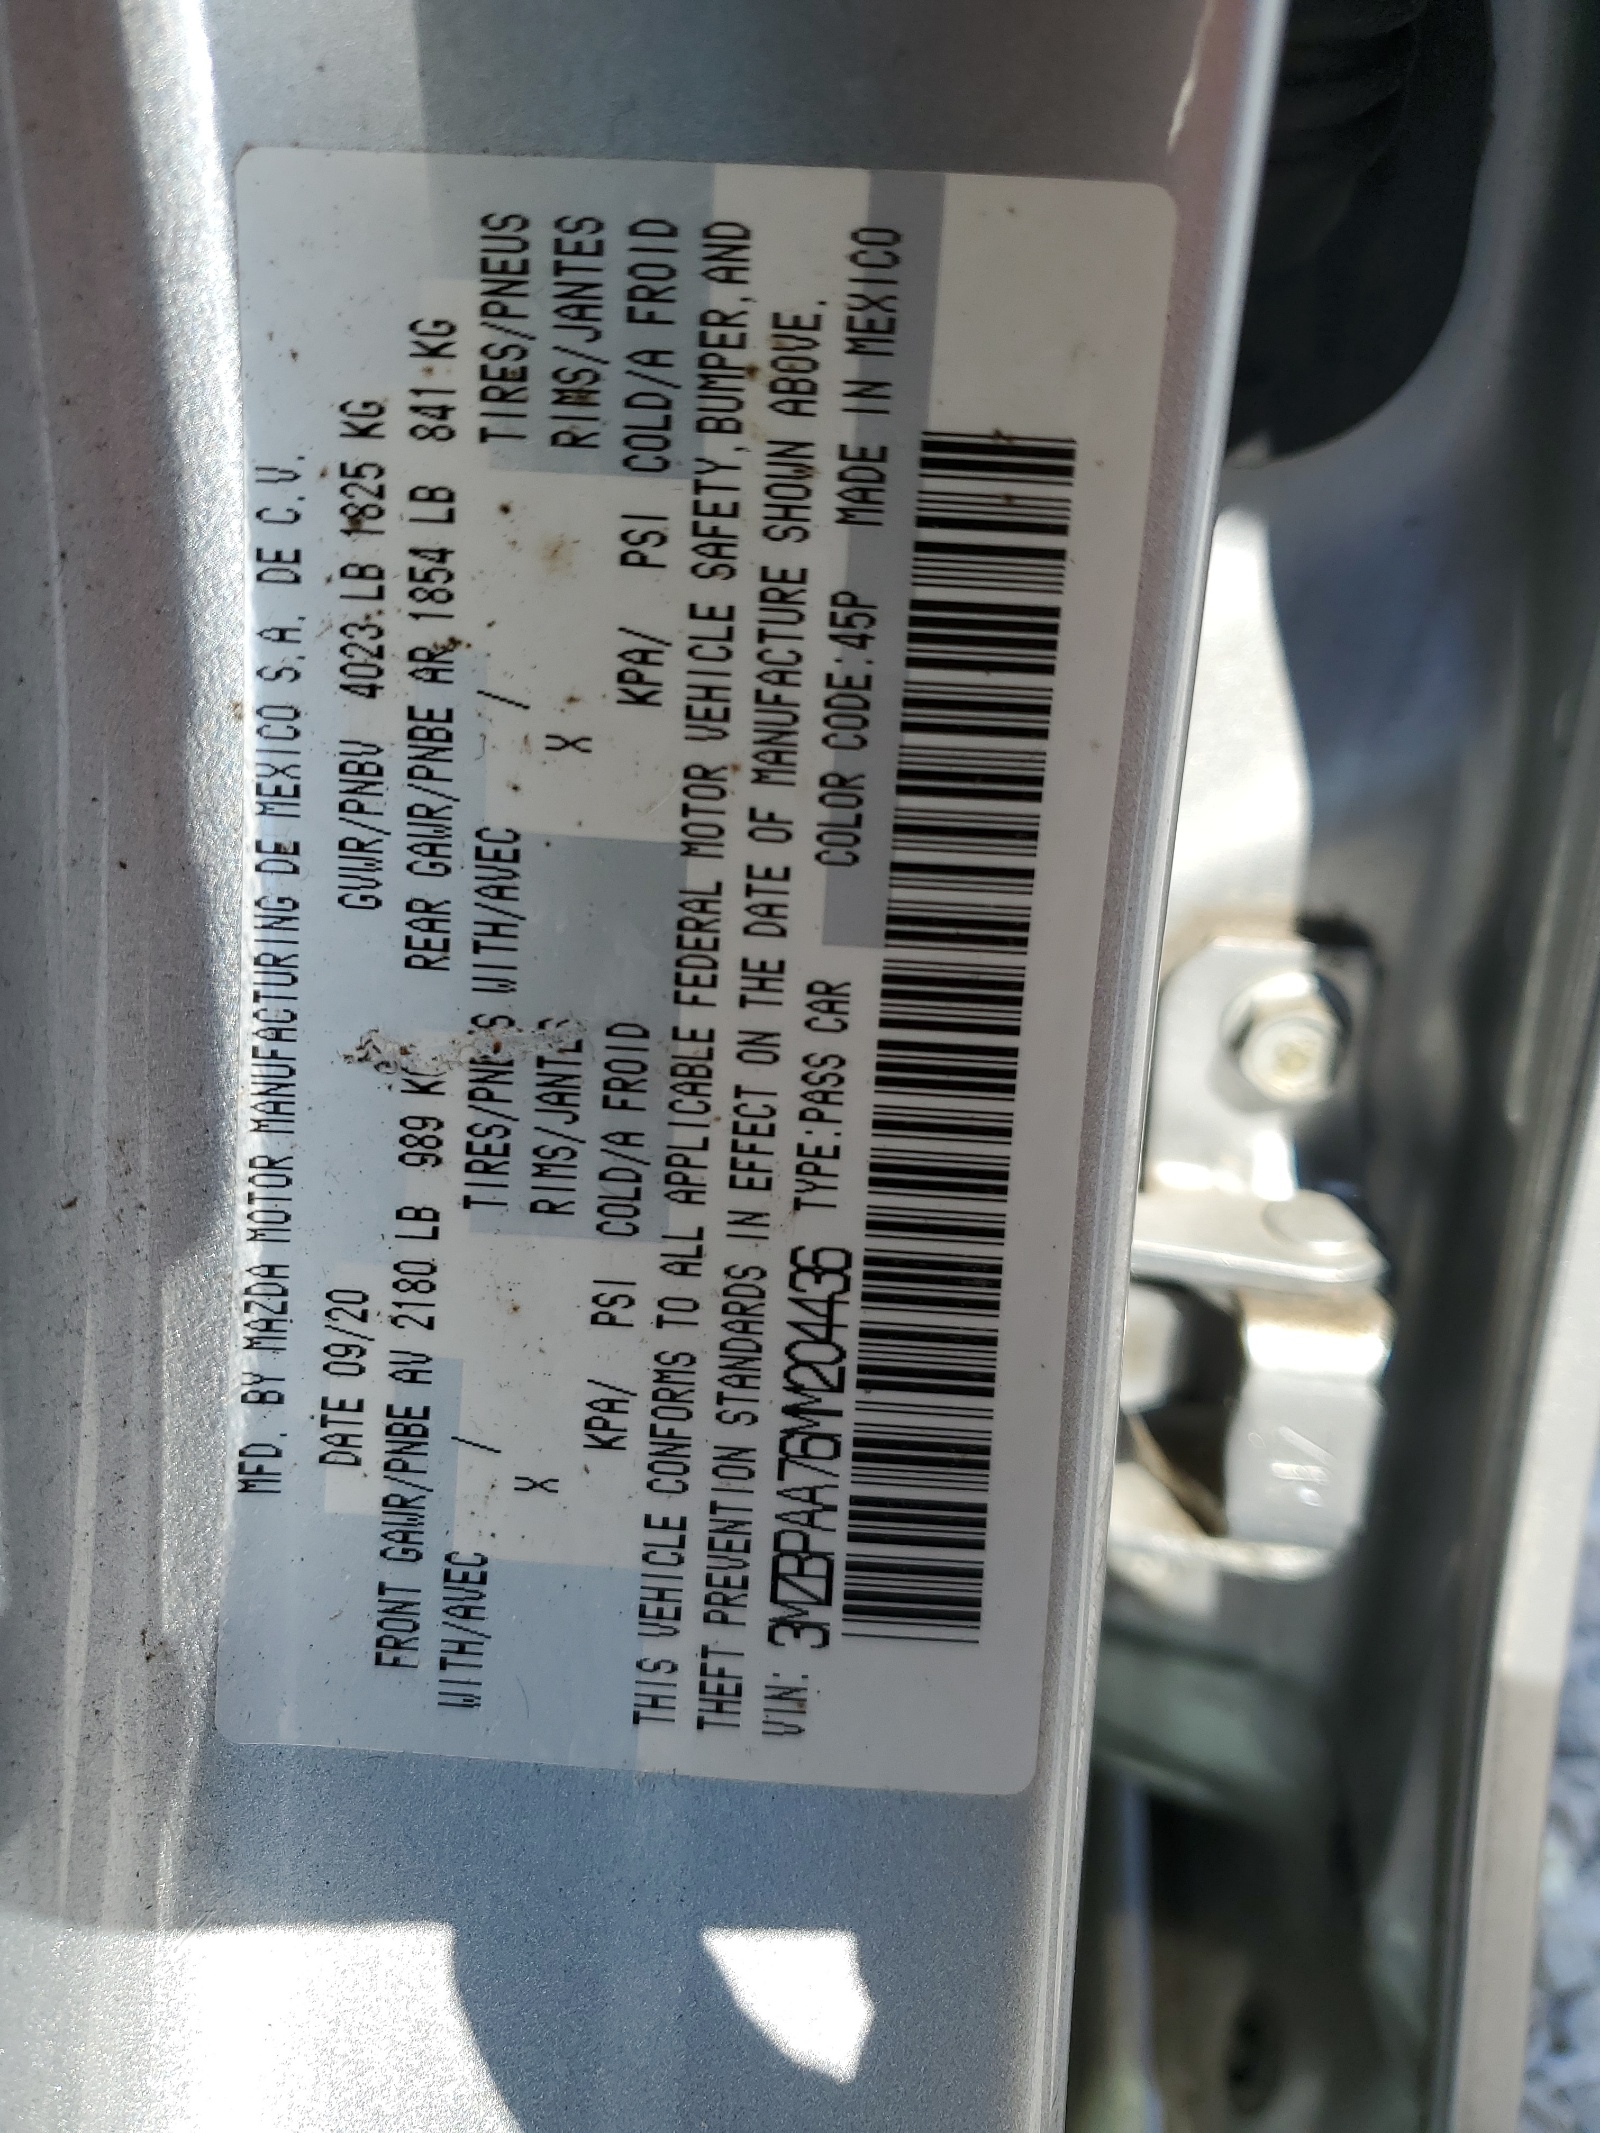 MFD. BY MAZDA MOTOR MANUFACTURING DE MEXICO S.A. DE C.V.
DATE 09/20 GVWR/PNBV 4023 LB 1825 KG
FRONT GAWR/PNBE AV 2180 LB 989 KG REAR GAWR/PNBE AR 1854 LB 841 KG
WITH/AVEC / TIRES/PNEUS WITH/AVEC / TIRES/PNEUS
X RIMS/JANTES X RIMS/JANTES
KPA/ PSI COLD/A FROID KPA/ PSI COLD/A FROID
THIS VEHICLE CONFORMS TO ALL APPLICABLE FEDERAL MOTOR VEHICLE SAFETY, BUMPER, AND
THEFT PREVENTION STANDARDS IN EFFECT ON THE DATE OF MANUFACTURE SHOWN ABOVE.
VIN: 3MZBPAA76MM204436 TYPE:PASS CAR COLOR CODE:45P MADE IN MEXICO